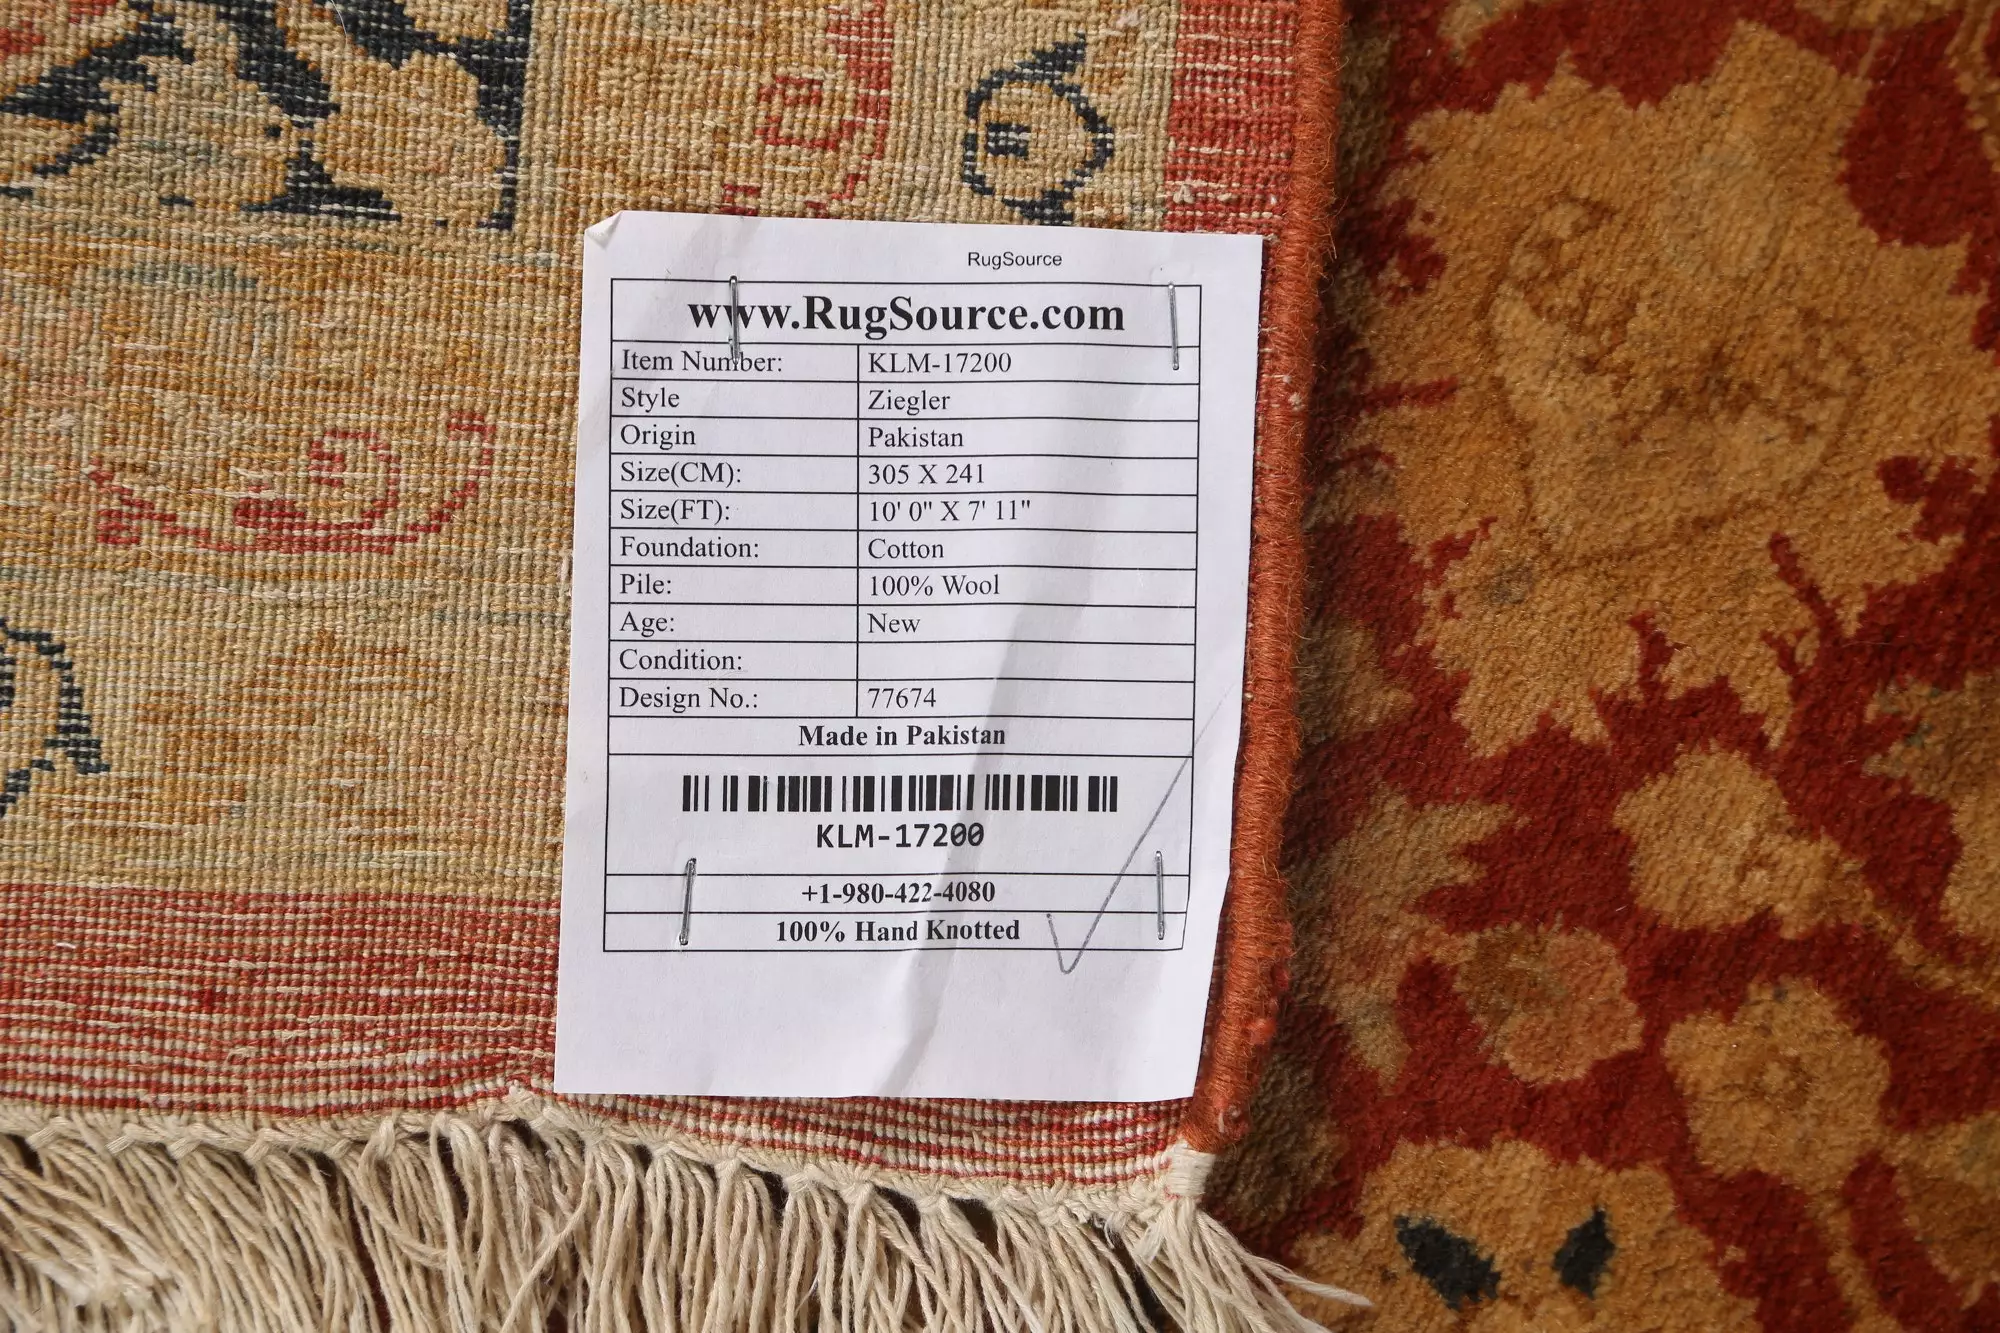 RugSource
www.RugSource.com
Item Number: KLM-17200
Style Ziegler
Origin Pakistan
Size(CM): 305 X 241
Size(FT): 10' 0" X 7' 11"
Foundation: Cotton
Pile: 100% Wool
Age: New
Condition:
Design No.: 77674
Made in Pakistan
KLM-17200
+1-980-422-4080
100% Hand Knotted